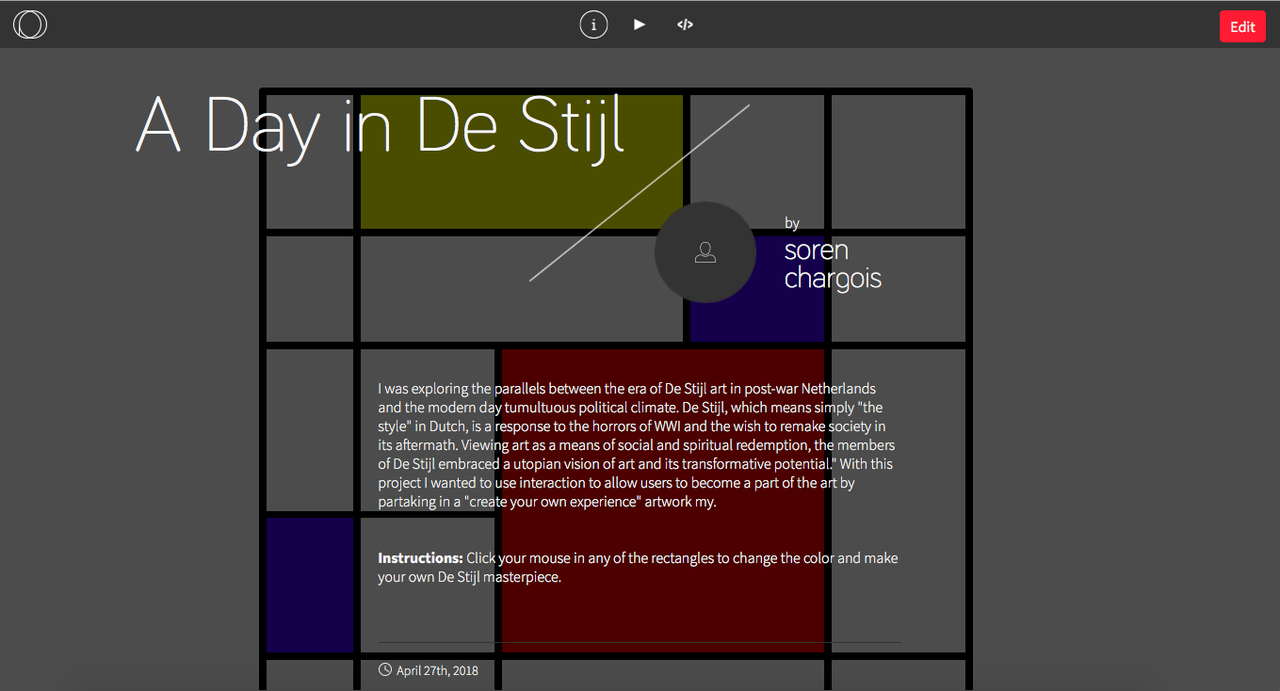 i
</>
Edit
A Day in De Stijl
by
soren
chargois
I was exploring the parallels between the era of De Stijl art in post-war Netherlands
and the modern day tumultuous political climate. De Stijl, which means simply "the
style" in Dutch, is a response to the horrors of WWI and the wish to remake society in
its aftermath. Viewing art as a means of social and spiritual redemption, the members
of De Stijl embraced a utopian vision of art and its transformative potential." With this
project I wanted to use interaction to allow users to become a part of the art by
partaking in a "create your own experience" artwork my.
Instructions: Click your mouse in any of the rectangles to change the color and make
your own De Stijl masterpiece.
April 27th, 2018